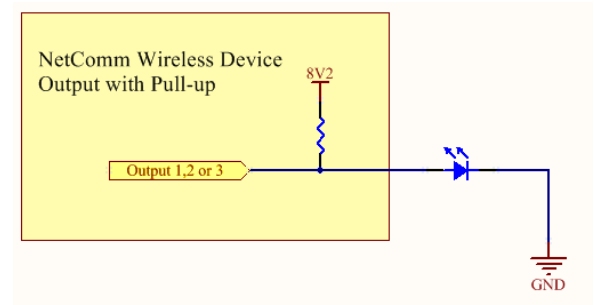 NetComm Wireless Device
Output with Pull-up
8V2
Output 1,2 or 3
GND